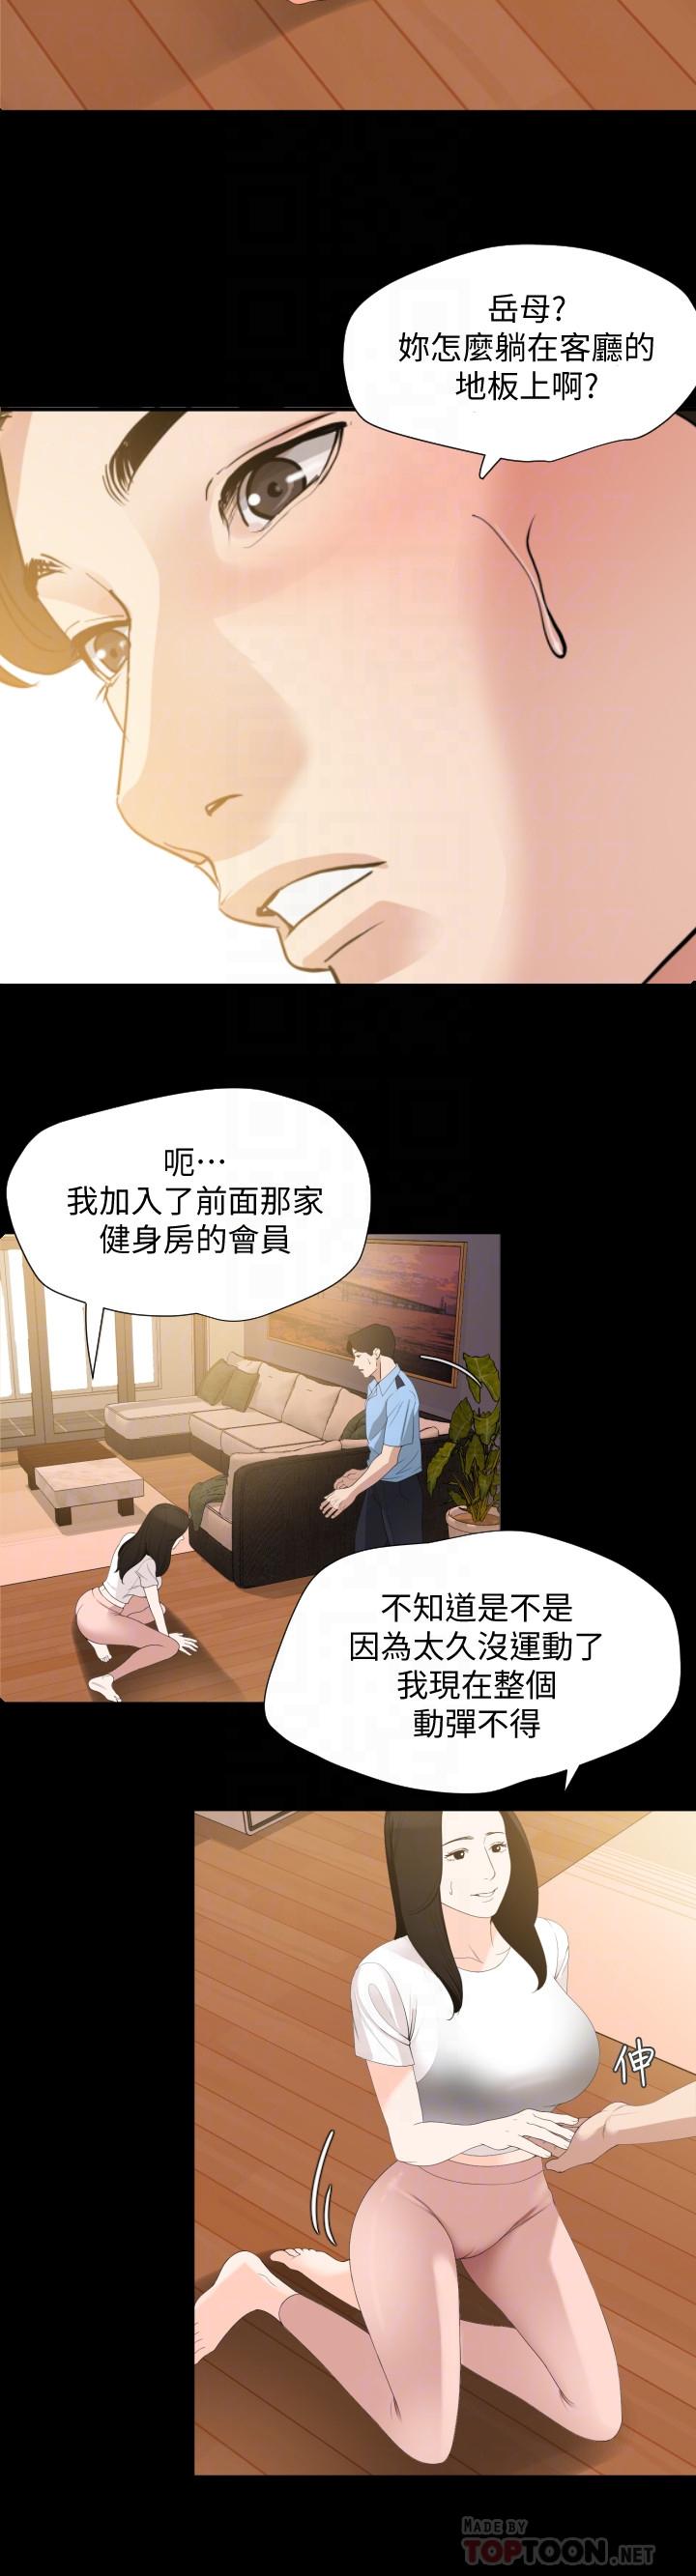 岳母?
妳怎麼躺在客廳的
地板上啊?
呃…
我加入了前面那家
健身房的會員
不知道是不是
因為太久沒運動了
我現在整個
動彈不得
伸
MADE BY
TOPTOON.NET